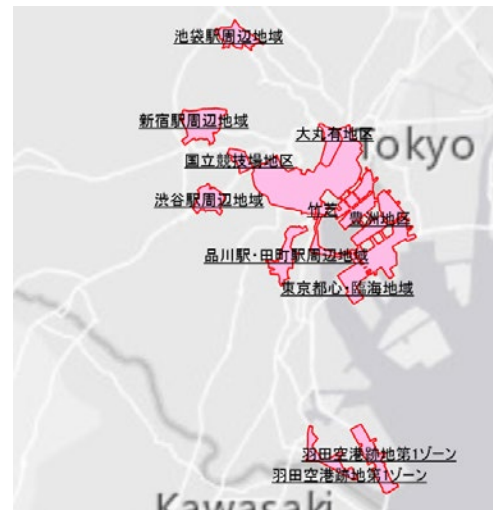 池袋駅周辺地域
新宿駅周辺地域
大丸有地区
Tokyo
国立競技場地区
渋谷駅周辺地域
竹芝
豊洲地区
品川駅・田町駅周辺地域
東京都心・臨海地域
羽田空港跡地第1ゾーン
羽田空港跡地第1ゾーン
Kawasaki